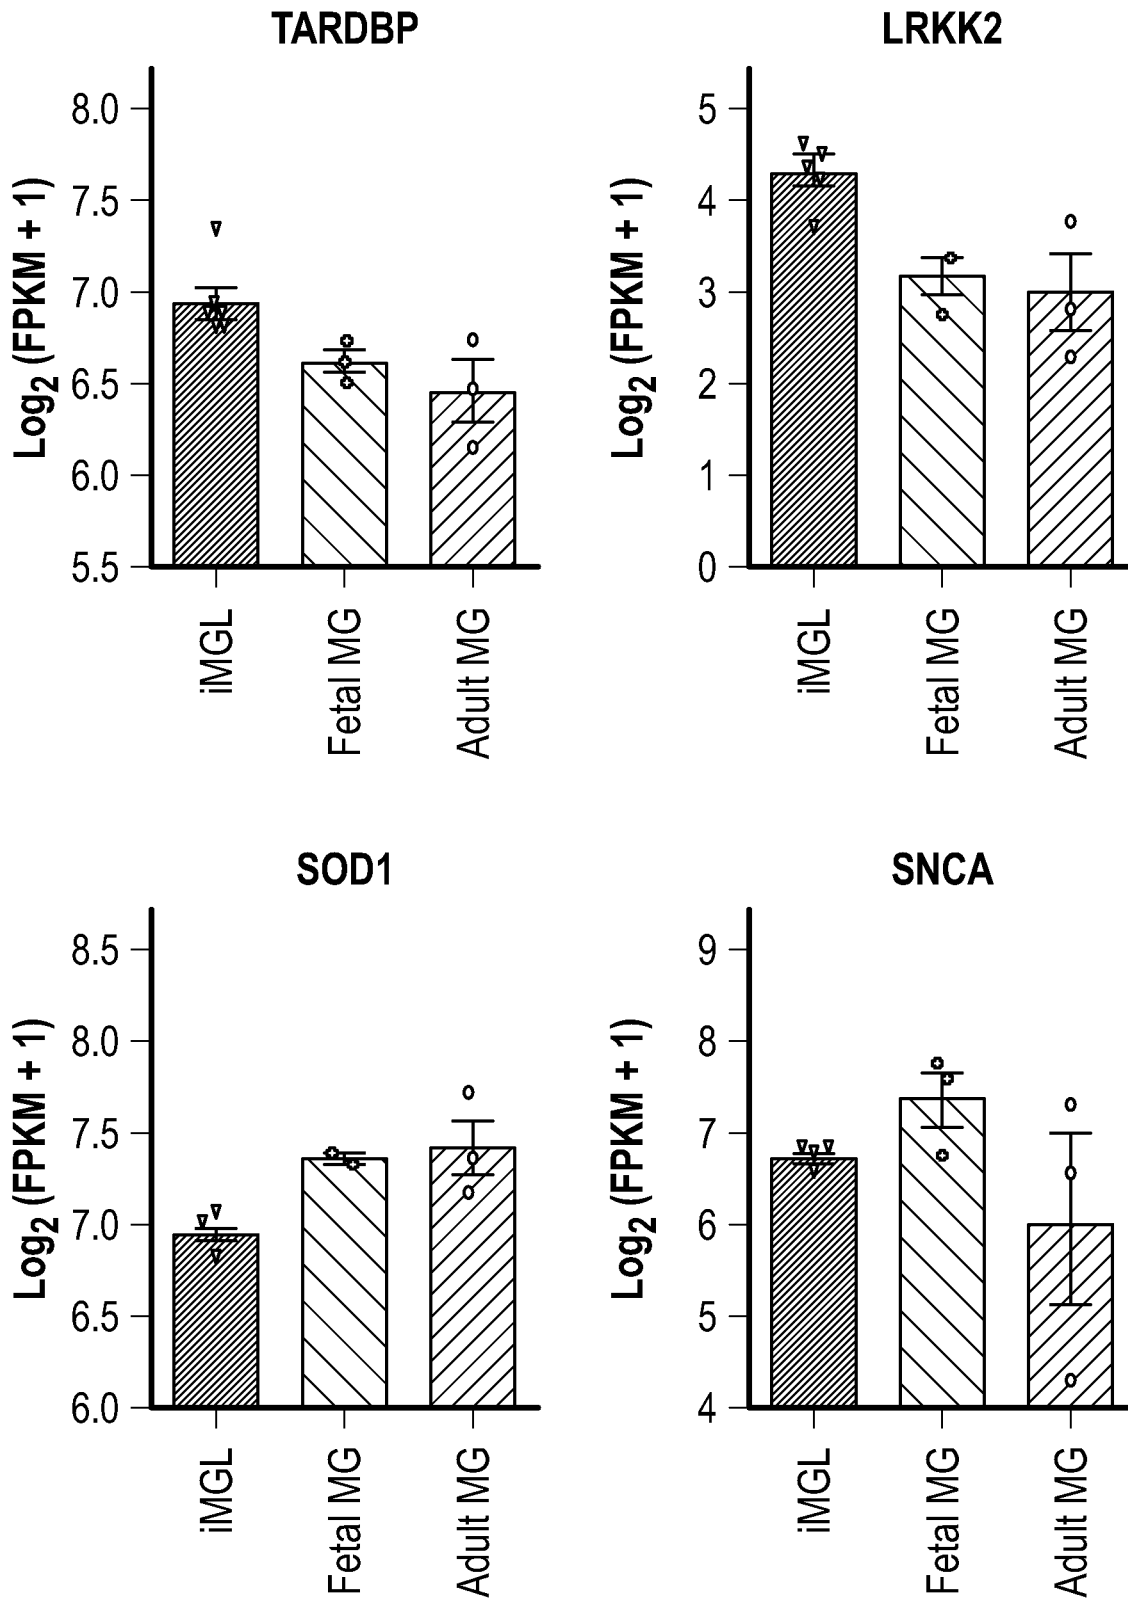 TARDBP
Log2 (FPKM + 1)
8.0
7.5
7.0
6.5
6.0
5.5
iMGL
Fetal MG
Adult MG
LRKK2
Log2 (FPKM + 1)
5
4
3
2
1
0
iMGL
Fetal MG
Adult MG
SOD1
Log2 (FPKM + 1)
8.5
8.0
7.5
7.0
6.5
6.0
iMGL
Fetal MG
Adult MG
SNCA
Log2 (FPKM + 1)
9
8
7
6
5
4
iMGL
Fetal MG
Adult MG